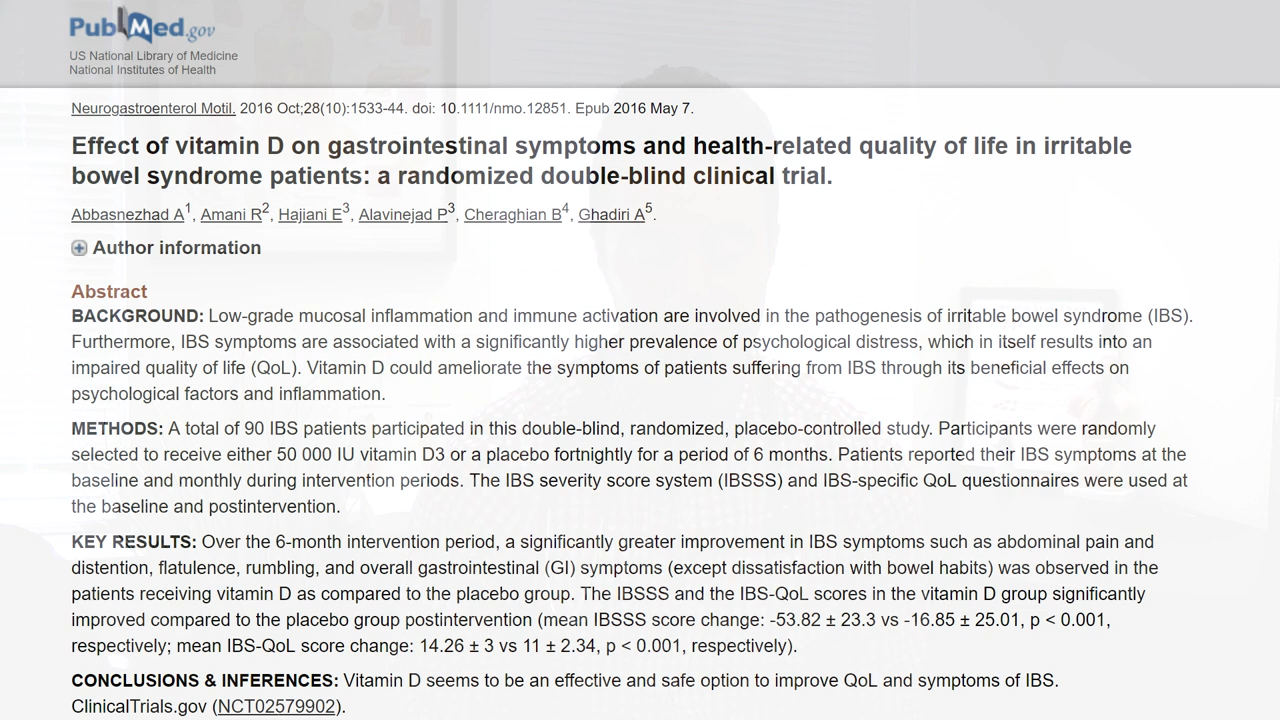 PubMed.gov
US National Library of Medicine
National Institutes of Health
Neurogastroenterol Motil. 2016 Oct;28(10):1533-44. doi: 10.1111/nmo.12851. Epub 2016 May 7.
Effect of vitamin D on gastrointestinal symptoms and health-related quality of life in irritable
bowel syndrome patients: a randomized double-blind clinical trial.
Abbasnezhad A1, Amani R2, Hajiani E3, Alavinejad P3, Cheraghian B4, Ghadiri A5.
Author information
Abstract
BACKGROUND: Low-grade mucosal inflammation and immune activation are involved in the pathogenesis of irritable bowel syndrome (IBS).
Furthermore, IBS symptoms are associated with a significantly higher prevalence of psychological distress, which in itself results into an
impaired quality of life (QoL). Vitamin D could ameliorate the symptoms of patients suffering from IBS through its beneficial effects on
psychological factors and inflammation.
METHODS: A total of 90 IBS patients participated in this double-blind, randomized, placebo-controlled study. Participants were randomly
selected to receive either 50 000 IU vitamin D3 or a placebo fortnightly for a period of 6 months. Patients reported their IBS symptoms at the
baseline and monthly during intervention periods. The IBS severity score system (IBSSS) and IBS-specific QoL questionnaires were used at
the baseline and postintervention.
KEY RESULTS: Over the 6-month intervention period, a significantly greater improvement in IBS symptoms such as abdominal pain and
distention, flatulence, rumbling, and overall gastrointestinal (GI) symptoms (except dissatisfaction with bowel habits) was observed in the
patients receiving vitamin D as compared to the placebo group. The IBSSS and the IBS-QoL scores in the vitamin D group significantly
improved compared to the placebo group postintervention (mean IBSSS score change: -53.82 ± 23.3 vs -16.85 ± 25.01, p < 0.001,
respectively; mean IBS-QoL score change: 14.26 ± 3 vs 11 ± 2.34, p < 0.001, respectively).
CONCLUSIONS & INFERENCES: Vitamin D seems to be an effective and safe option to improve QoL and symptoms of IBS.
ClinicalTrials.gov (NCT02579902).